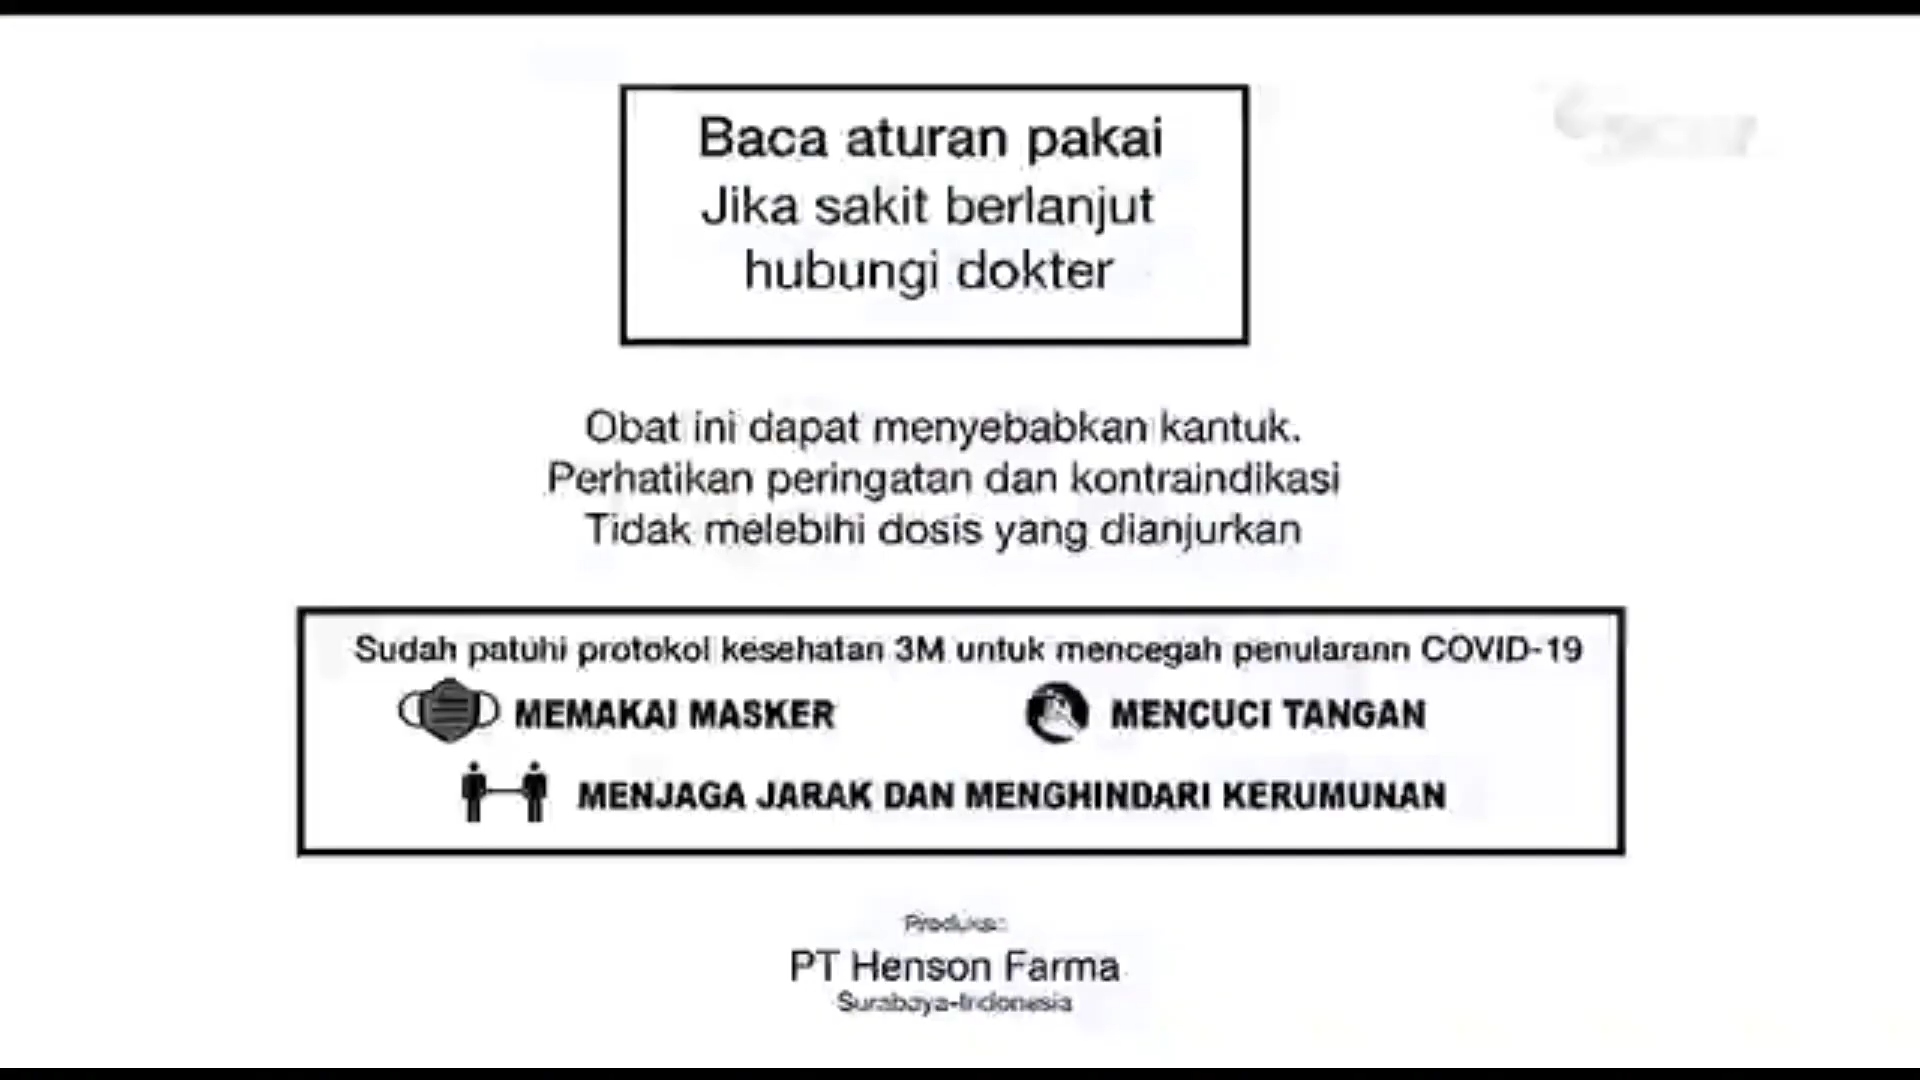 Baca aturan pakai
Jika sakit berlanjut
hubungi dokter
Obat ini dapat menyebabkan kantuk.
Perhatikan peringatan dan kontraindikasi
Tidak melebihi dosis yang dianjurkan
Sudah patuhi protokol kesehatan 3M untuk mencegah penularann COVID-19
MEMAKAI MASKER
MENCUCI TANGAN
MENJAGA JARAK DAN MENGHINDARI KERUMUNAN
PT Henson Farma
Surabaya-Indonesia